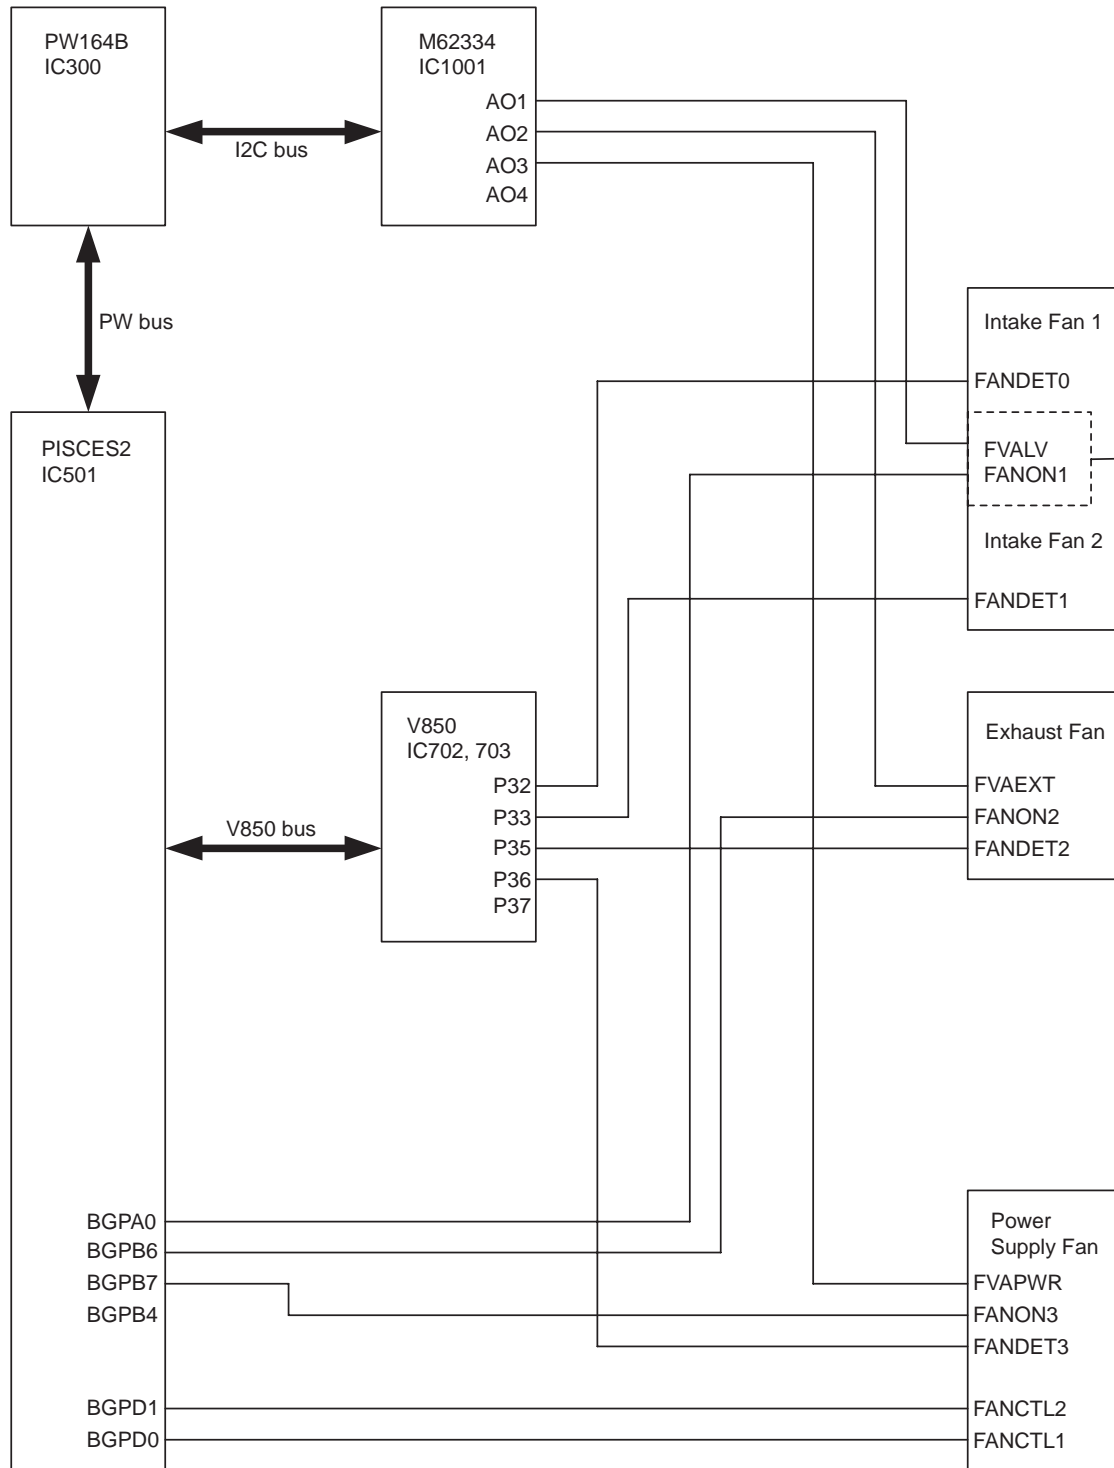 PW164B
IC300
M62334
IC1001
AO1
AO2
AO3
AO4
I2C bus
PW bus
Intake Fan 1
FANDET0
FVALV
FANON1
Intake Fan 2
FANDET1
PISCES2
IC501
V850
IC702, 703
P32
P33
P35
P36
P37
V850 bus
Exhaust Fan
FVAEXT
FANON2
FANDET2
BGPA0
BGPB6
BGPB7
BGPB4
BGPD1
BGPD0
Power
Supply Fan
FVAPWR
FANON3
FANDET3
FANCTL2
FANCTL1